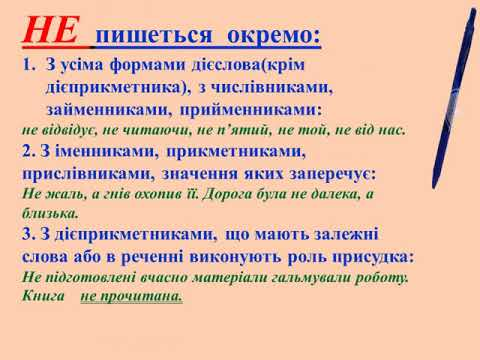 НЕ пишеться окремо:
1. З усіма формами дієслова(крім
дієприкметника), з числівниками,
займенниками, прийменниками:
не відвідує, не читаючи, не п’ятий, не той, не від нас.
2. З іменниками, прикметниками,
прислівниками, значення яких заперечує:
Не жаль, а гнів охопив її. Дорога була не далека, а
близька.
3. З дієприкметниками, що мають залежні
слова або в реченні виконують роль присудка:
Не підготовлені вчасно матеріали гальмували роботу.
Книга не прочитана.